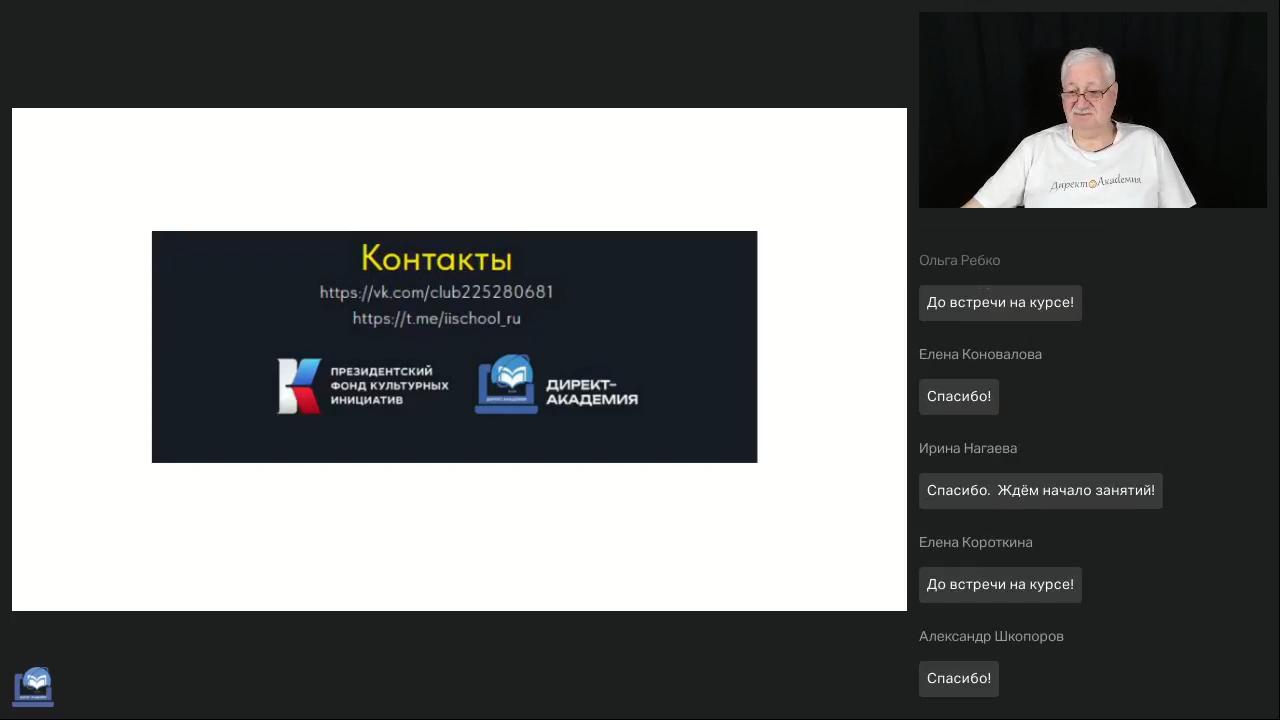 Контакты
https://vk.com/club225280681
https://t.me/iischool_ru
ПРЕЗИДЕНТСКИЙ
ФОНД КУЛЬТУРНЫХ
ИНИЦИАТИВ
ДИРЕКТ-
АКАДЕМИЯ
Директ Academия
Ольга Ребко
До встречи на курсе!
Елена Коновалова
Спасибо!
Ирина Нагаева
Спасибо. Ждём начало занятий!
Елена Короткина
До встречи на курсе!
Александр Шкопоров
Спасибо!